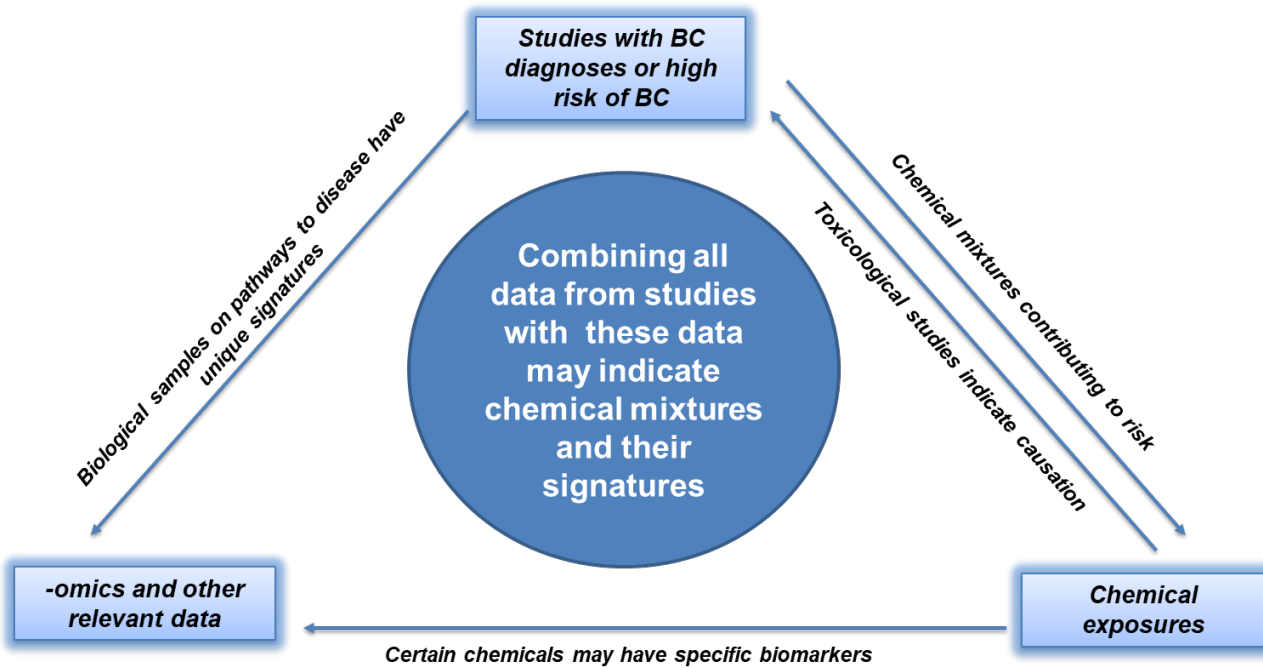 Studies with BC
diagnoses or high
risk of BC
Biological samples on pathways to disease have
unique signatures
Chemical mixtures contributing to risk
Toxicological studies indicate causation
Combining all
data from studies
with these data
may indicate
chemical mixtures
and their
signatures
-omics and other
relevant data
Chemical
exposures
Certain chemicals may have specific biomarkers